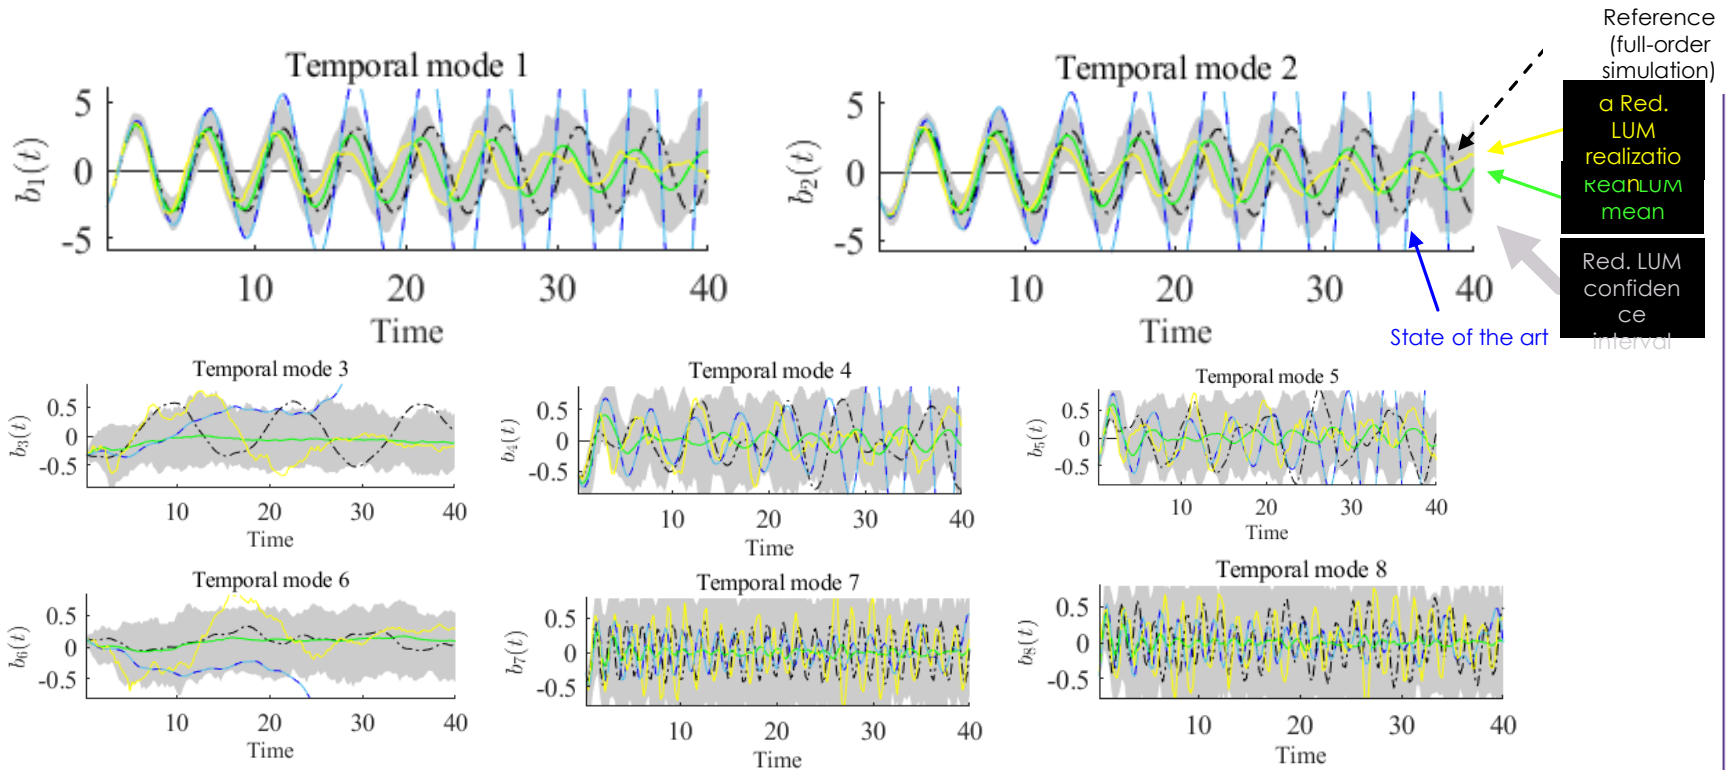 Reference
(full-order
simulation)
a Red.
LUM
realizatio
n
Red. LUM
mean
Red. LUM
confiden
ce
interval
State of the art
Temporal mode 1
b₁(t)
5
0
-5
10 20 30 40
Time
Temporal mode 2
b₂(t)
5
0
-5
10 20 30 40
Time
Temporal mode 3
b₃(t)
0.5
0
-0.5
10 20 30 40
Time
Temporal mode 4
b₄(t)
0.5
0
-0.5
10 20 30 40
Time
Temporal mode 5
b₅(t)
0.5
0
-0.5
10 20 30 40
Time
Temporal mode 6
b₆(t)
0.5
0
-0.5
10 20 30 40
Time
Temporal mode 7
b₇(t)
0.5
0
-0.5
10 20 30 40
Time
Temporal mode 8
b₈(t)
0.5
0
-0.5
10 20 30 40
Time